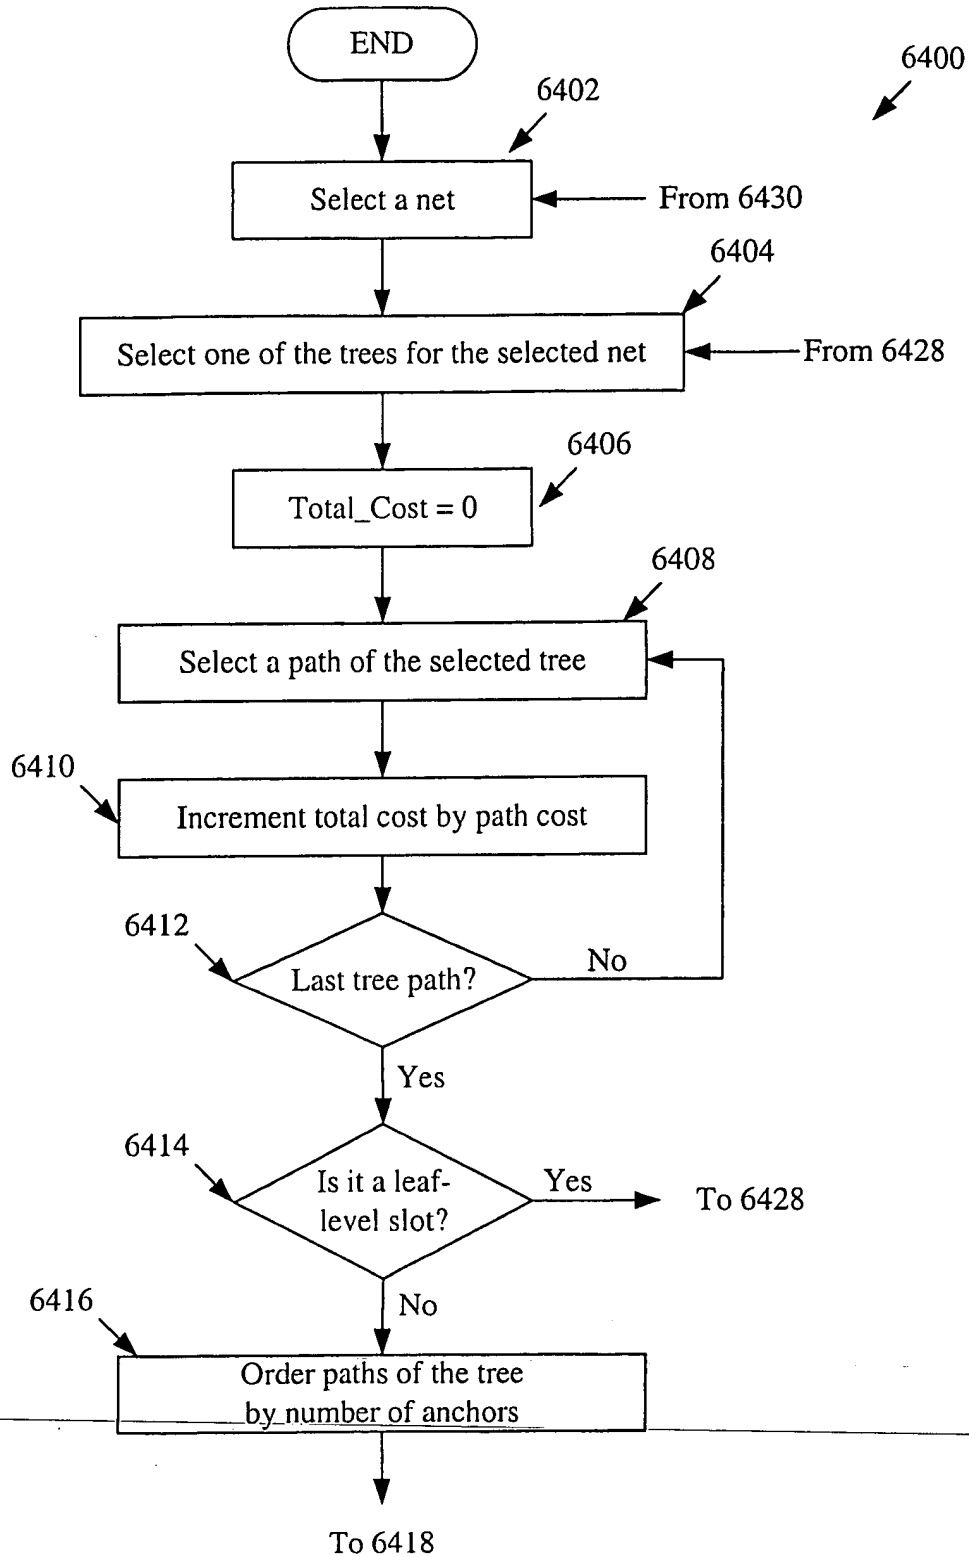 END
6400
6402
Select a net
From 6430
6404
Select one of the trees for the selected net
From 6428
6406
Total_Cost = 0
6408
Select a path of the selected tree
6410
Increment total cost by path cost
6412
Last tree path?
No
Yes
6414
Is it a leaf-
level slot?
Yes
To 6428
No
6416
Order paths of the tree
by number of anchors
To 6418